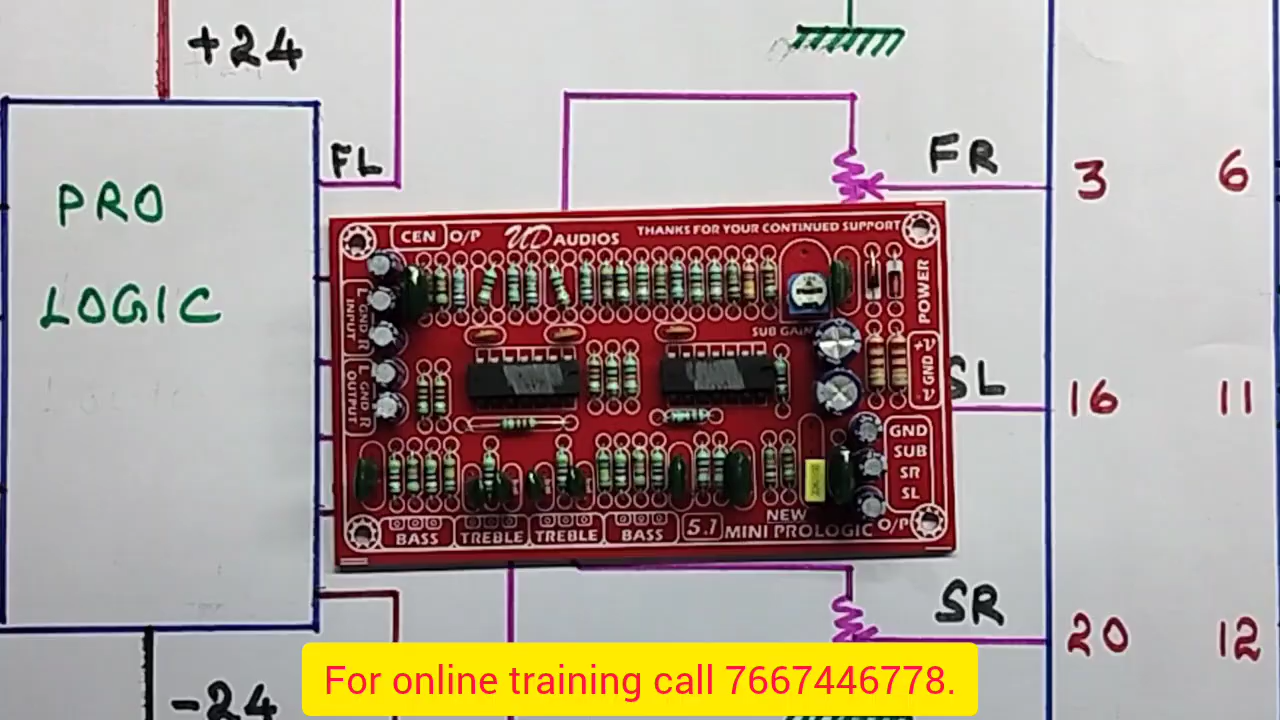 +24
FL
PRO
LOGIC
FR
3
6
SL
16
11
SR
20
12
-24
CEN O/P UD AUDIOS THANKS FOR YOUR CONTINUED SUPPORT
POWER
INPUT
L GND R
OUTPUT
L GND R
SUB GAIN
+V
GND
-V
GND
SUB
SR
SL
O/P
BASS TREBLE TREBLE BASS 5.1 NEW
MINI PROLOGIC
For online training call 7667446778.